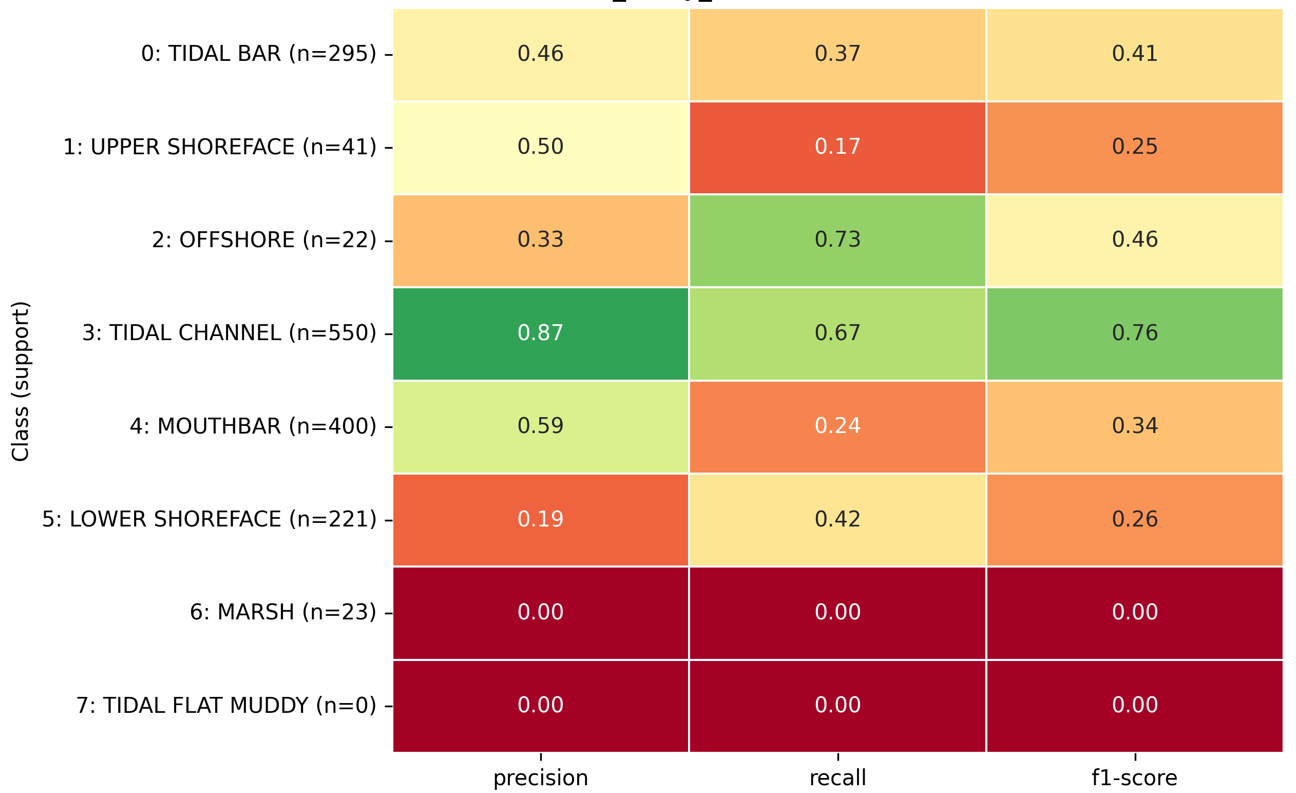 0: TIDAL BAR (n=295) 0.46 0.37 0.41
1: UPPER SHOREFACE (n=41) 0.50 0.17 0.25
2: OFFSHORE (n=22) 0.33 0.73 0.46
3: TIDAL CHANNEL (n=550) 0.87 0.67 0.76
4: MOUTHBAR (n=400) 0.59 0.24 0.34
5: LOWER SHOREFACE (n=221) 0.19 0.42 0.26
6: MARSH (n=23) 0.00 0.00 0.00
7: TIDAL FLAT MUDDY (n=0) 0.00 0.00 0.00
precision recall f1-score
Class (support)